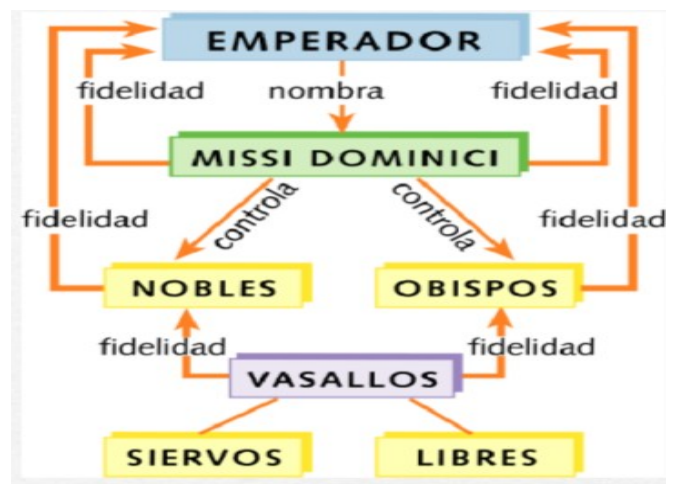 EMPERADOR
fidelidad nombra fidelidad
MISSI DOMINICI
fidelidad controla controla fidelidad
NOBLES OBISPOS
fidelidad fidelidad
VASALLOS
SIERVOS LIBRES